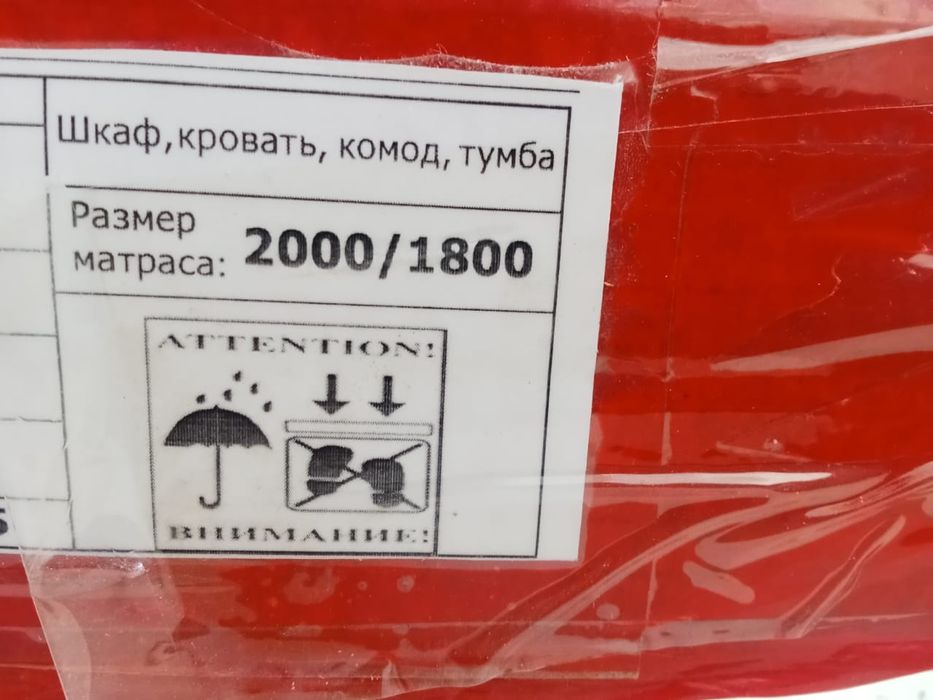 Шкаф,кровать, комод, тумба
Размер
матраса: 2000/1800
ATTENTION!
ВНИМАНИЕ!